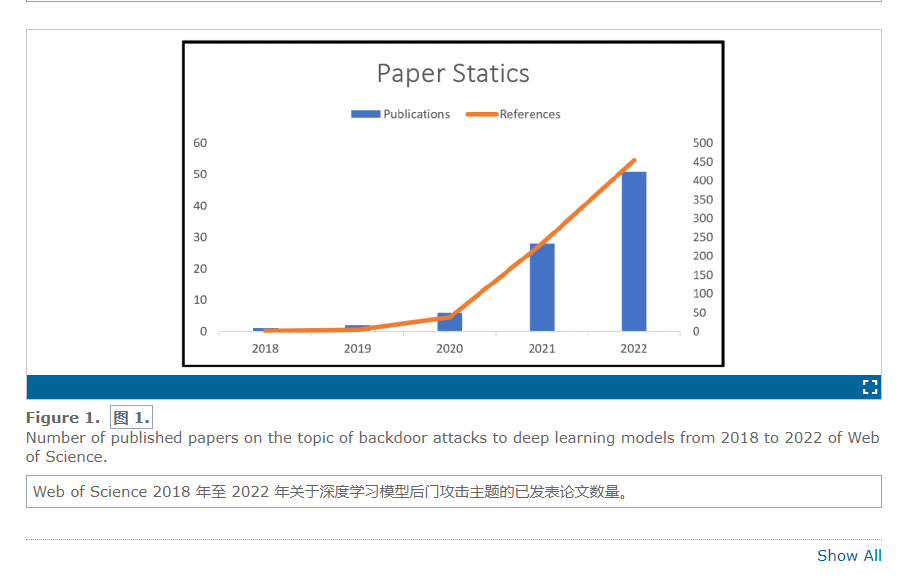 Paper Statics
Publications References
60
50
40
30
20
10
0
500
450
400
350
300
250
200
150
100
50
0
2018 2019 2020 2021 2022
Figure 1. 图 1.
Number of published papers on the topic of backdoor attacks to deep learning models from 2018 to 2022 of Web
of Science.
Web of Science 2018 年至 2022 年关于深度学习模型后门攻击主题的已发表论文数量。
Show All